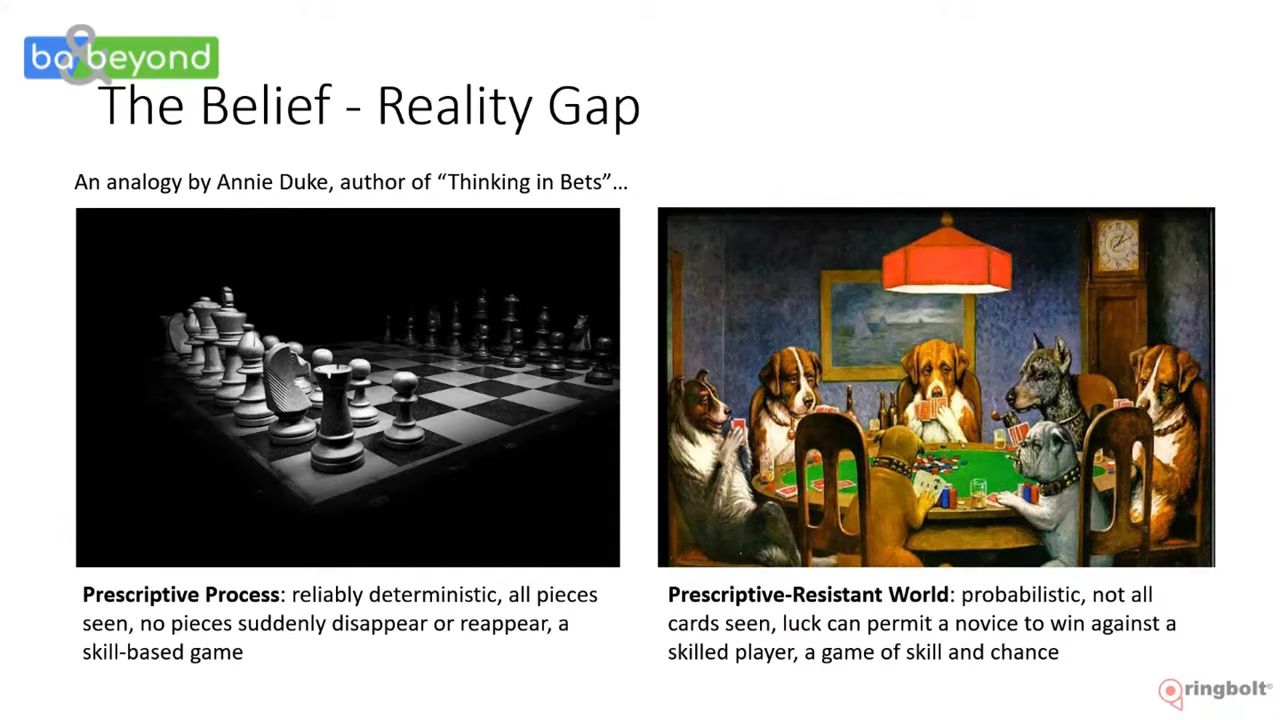 ba&beyond
The Belief - Reality Gap
An analogy by Annie Duke, author of “Thinking in Bets”…
Prescriptive Process: reliably deterministic, all pieces
seen, no pieces suddenly disappear or reappear, a
skill-based game
Prescriptive-Resistant World: probabilistic, not all
cards seen, luck can permit a novice to win against a
skilled player, a game of skill and chance
ringbolt®